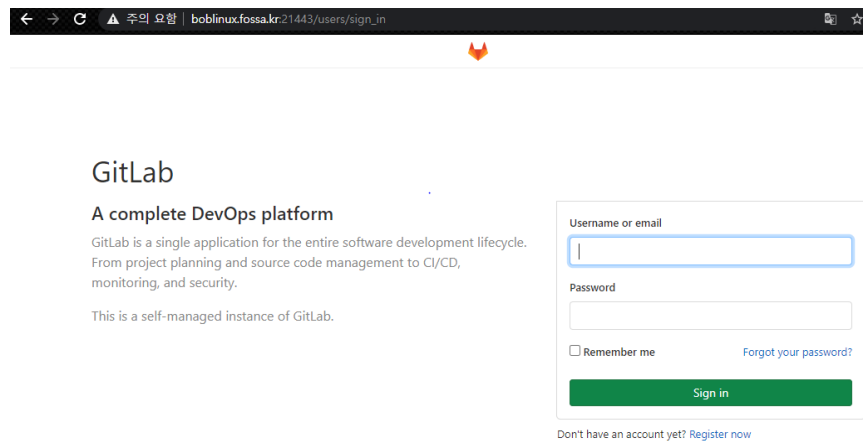 주의 요함 boblinux.fossa.kr:21443/users/sign_in
GitLab
A complete DevOps platform
GitLab is a single application for the entire software development lifecycle.
From project planning and source code management to CI/CD,
monitoring, and security.
This is a self-managed instance of GitLab.
Username or email
Password
Remember me Forgot your password?
Sign in
Don't have an account yet? Register now